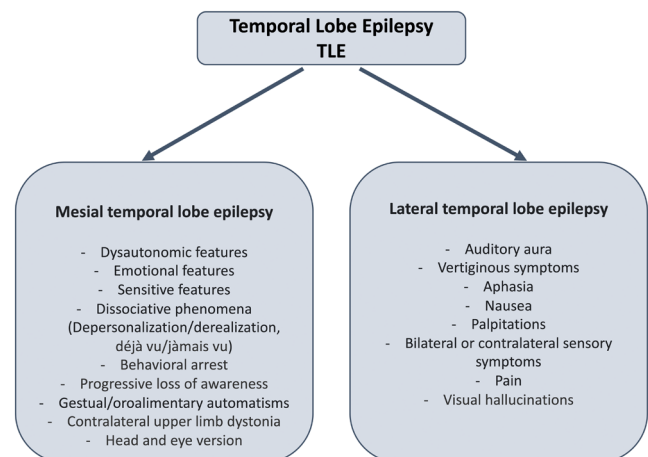 Temporal Lobe Epilepsy
TLE
Mesial temporal lobe epilepsy
- Dysautonomic features
- Emotional features
- Sensitive features
- Dissociative phenomena
(Depersonalization/derealization,
déjà vu/jàmais vu)
- Behavioral arrest
- Progressive loss of awareness
- Gestual/oroalimentary automatisms
- Contralateral upper limb dystonia
- Head and eye version
Lateral temporal lobe epilepsy
- Auditory aura
- Vertiginous symptoms
- Aphasia
- Nausea
- Palpitations
- Bilateral or contralateral sensory
symptoms
- Pain
- Visual hallucinations